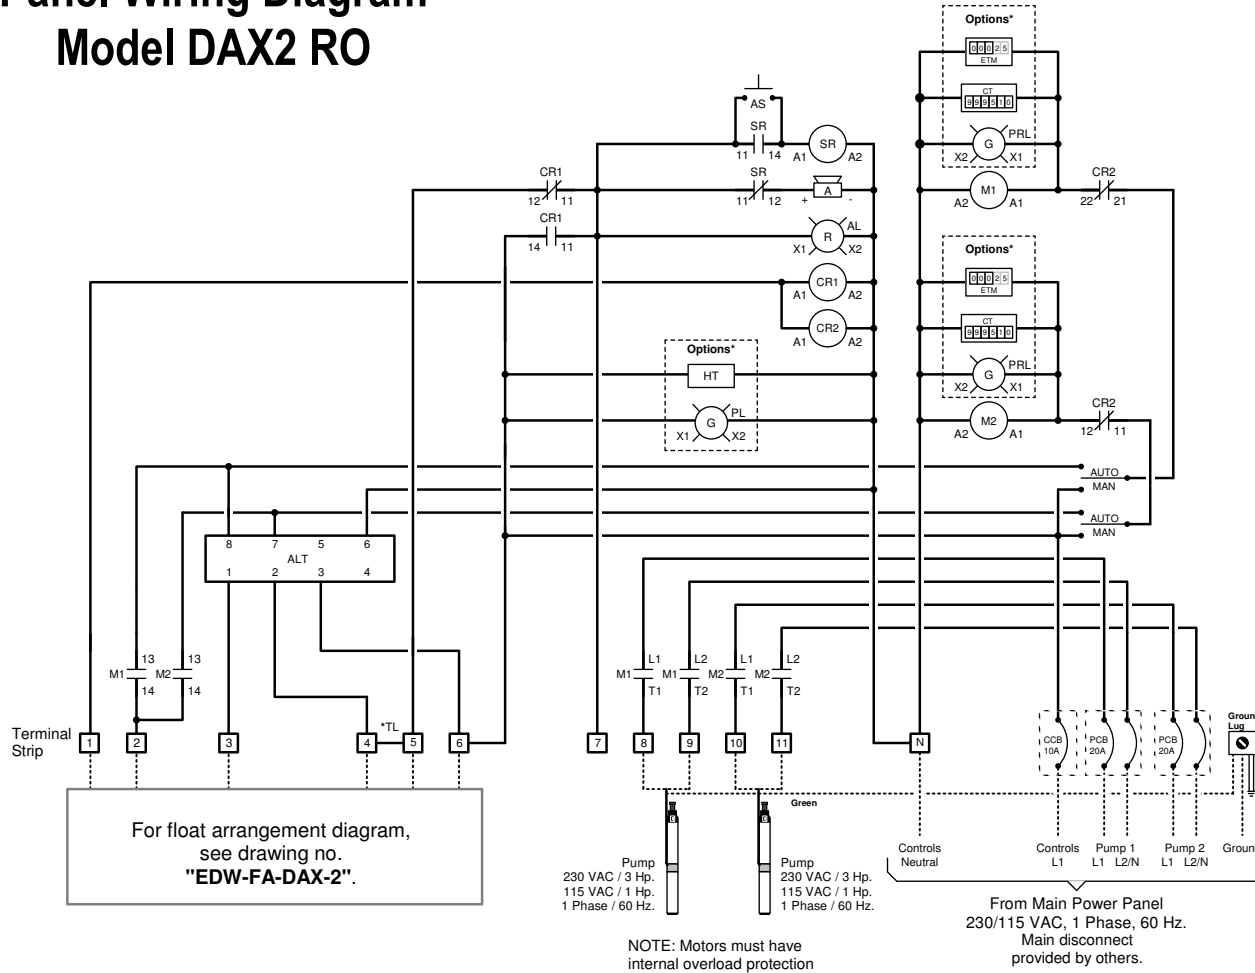 Panel Wiring Diagram
Model DAX2 RO
Options*
00025
ETM
CT
999510
G
PRL
X2
X1
M1
A2
A1
CR2
22
21
AS
SR
11
14
SR
A1
A2
CR1
12
11
SR
11
12
A
+
-
CR1
14
11
R
AL
X1
X2
CR1
A1
A2
CR2
A1
A2
Options*
HT
G
PL
X1
X2
Options*
00025
ETM
CT
999510
G
PRL
X2
X1
M2
A2
A1
CR2
12
11
AUTO
MAN
AUTO
MAN
8
7
5
6
ALT
1
2
3
4
13
M1
14
13
M2
14
L1
M1
T1
L2
M1
T2
L1
M2
T1
L2
M2
T2
*TL
Terminal
Strip
1
2
3
4
5
6
7
8
9
10
11
N
CCB
10A
PCB
20A
PCB
20A
Lug
Green
For float arrangement diagram,
see drawing no.
"EDW-FA-DAX-2".
Pump
230 VAC / 3 Hp.
115 VAC / 1 Hp.
1 Phase / 60 Hz.
Pump
230 VAC / 3 Hp.
115 VAC / 1 Hp.
1 Phase / 60 Hz.
NOTE: Motors must have
internal overload protection
Controls
Neutral
Controls
L1
Pump 1
L1 L2/N
Pump 2
L1 L2/N
From Main Power Panel
230/115 VAC, 1 Phase, 60 Hz.
Main disconnect
provided by others.